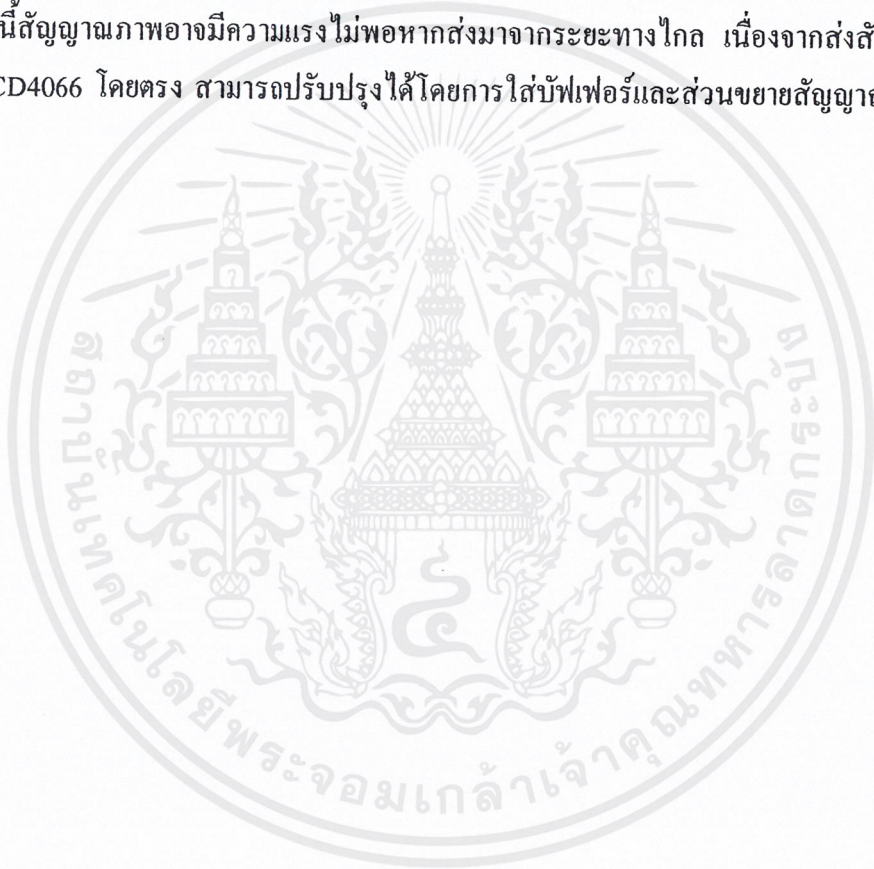 นี้สัญญาณภาพอาจมีความแรงไม่พอหากส่งมาจากระยะทางไกล เนื่องจากส่งสั
CD4066 โดยตรง สามารถปรับปรุงได้โดยการใส่บัฟเฟอร์และส่วนขยายสัญญาณ
สถาบันเทคโนโลยีพระจอมเกล้าเจ้าคุณทหารลาดกระบัง